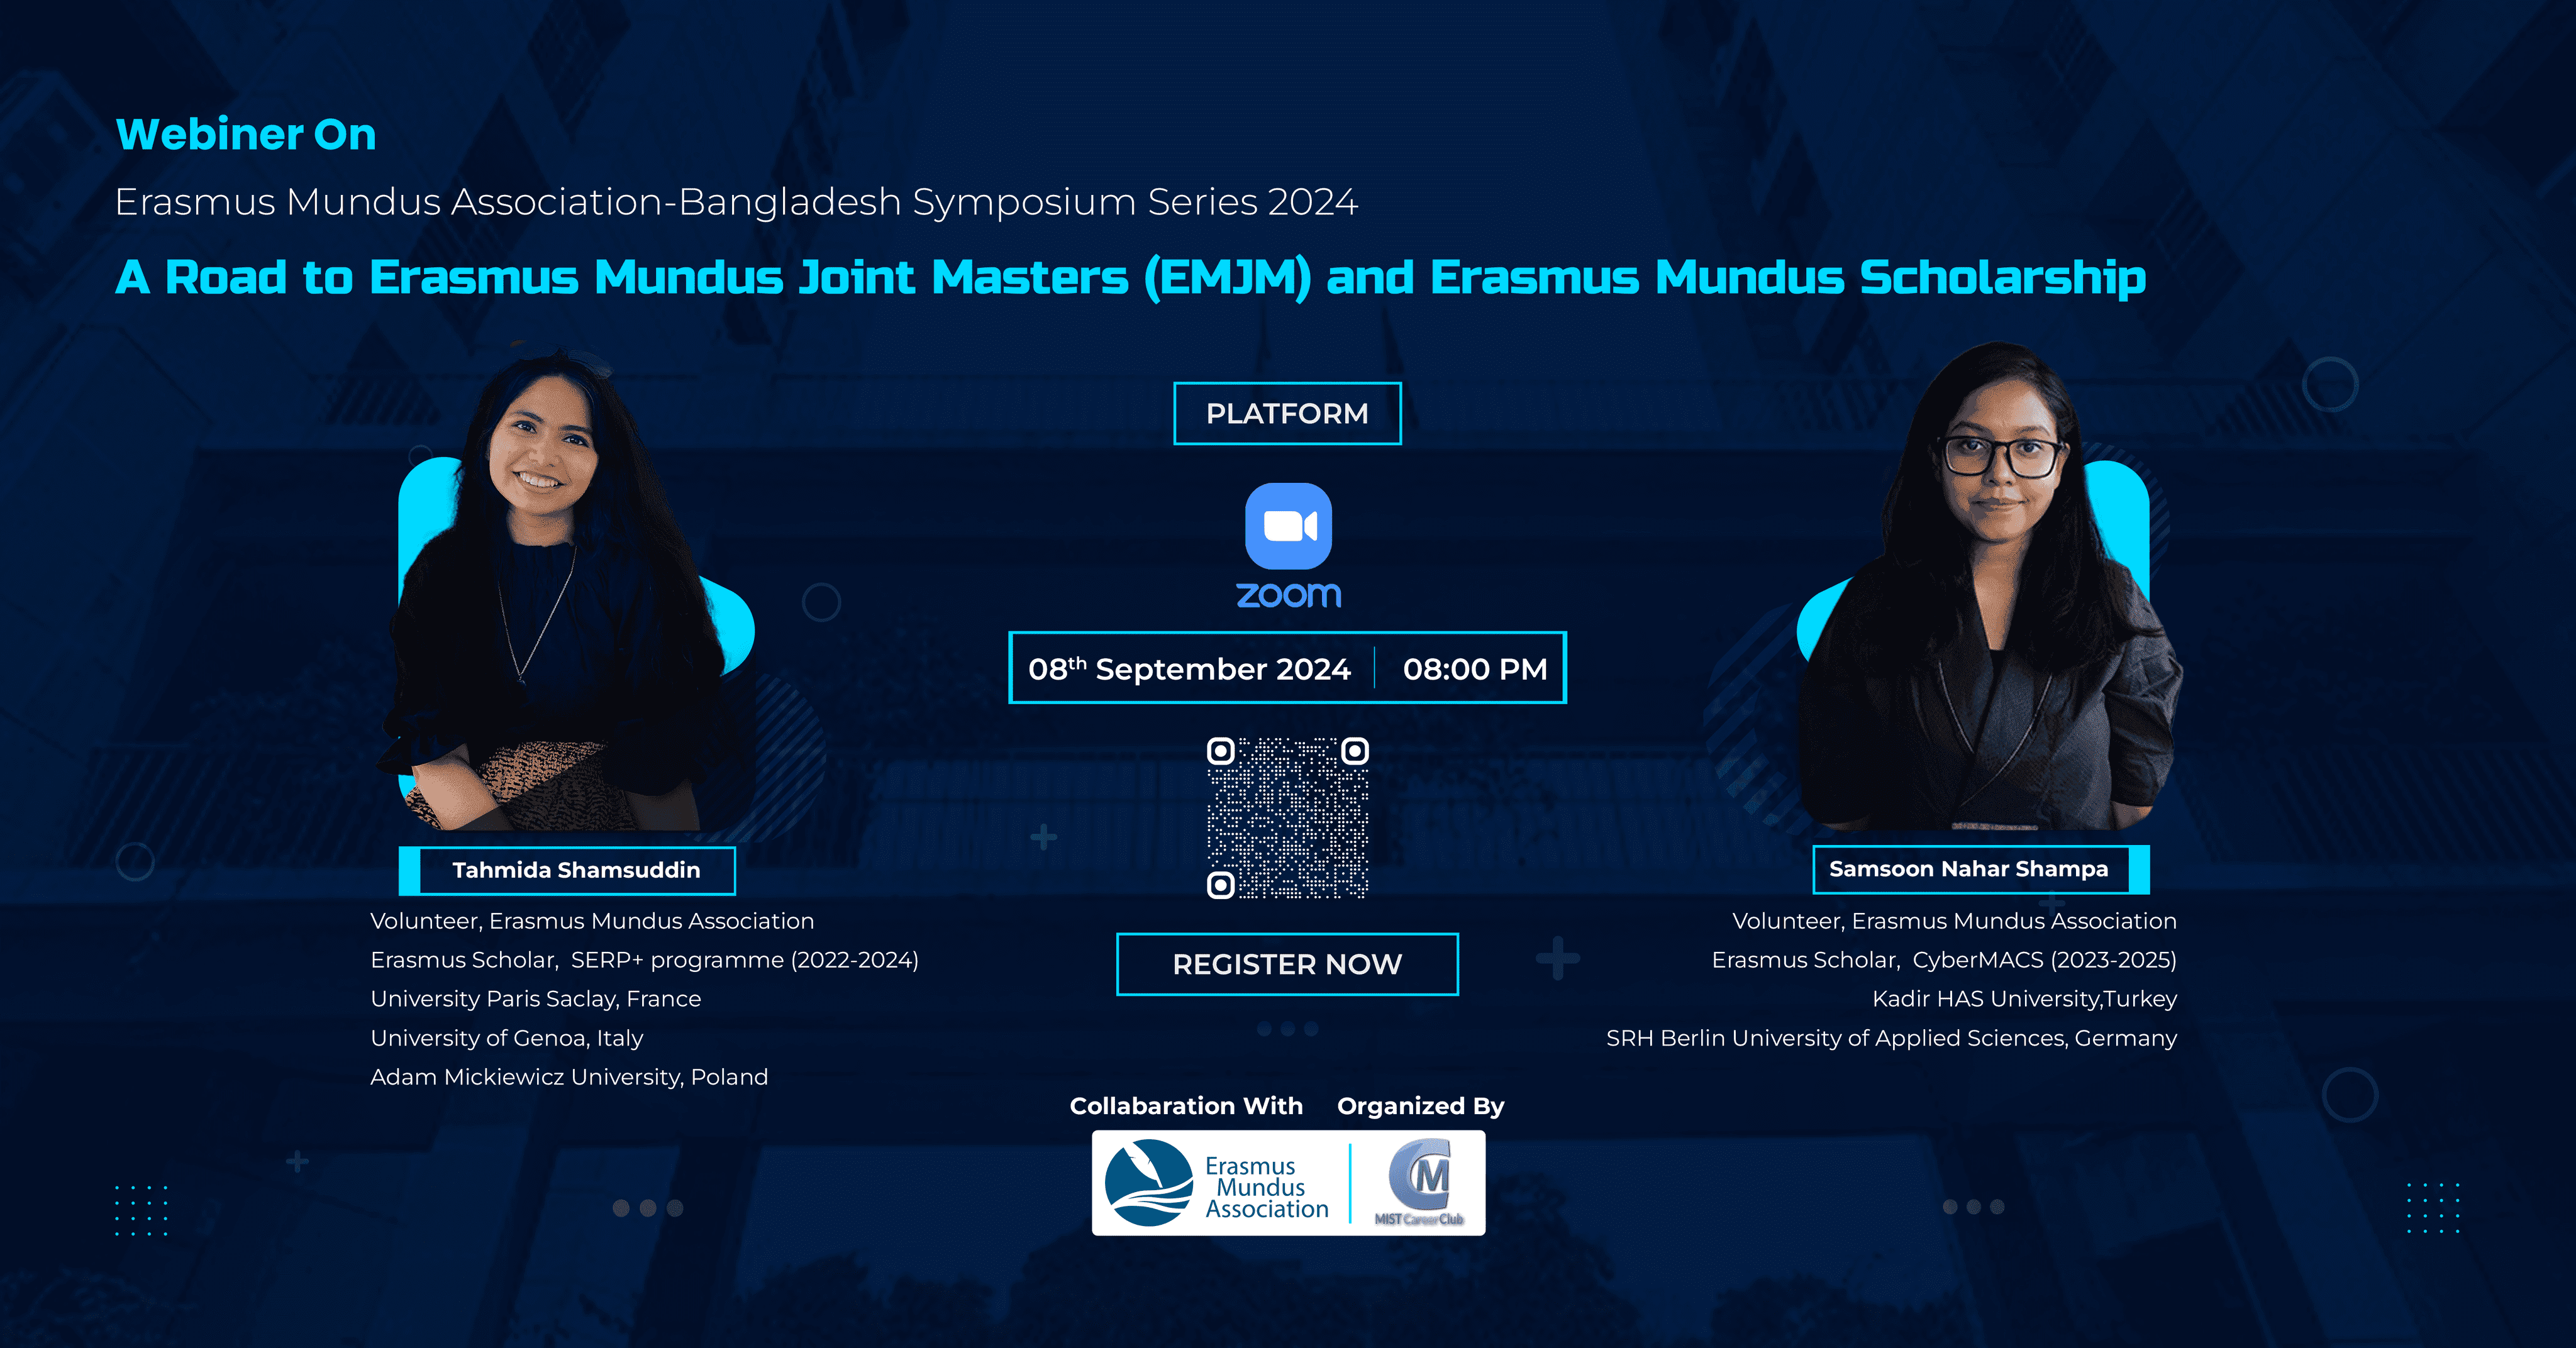 Webiner On
Erasmus Mundus Association-Bangladesh Symposium Series 2024
A Road to Erasmus Mundus Joint Masters (EMJM) and Erasmus Mundus Scholarship
PLATFORM
zoom
08th September 2024 | 08:00 PM
REGISTER NOW
Tahmida Shamsuddin
Volunteer, Erasmus Mundus Association
Erasmus Scholar, SERP+ programme (2022-2024)
University Paris Saclay, France
University of Genoa, Italy
Adam Mickiewicz University, Poland
Samsoon Nahar Shampa
Volunteer, Erasmus Mundus Association
Erasmus Scholar, CyberMACS (2023-2025)
Kadir HAS University,Turkey
SRH Berlin University of Applied Sciences, Germany
Collabaration With
Organized By
Erasmus
Mundus
Association
CM
MIST Career Club